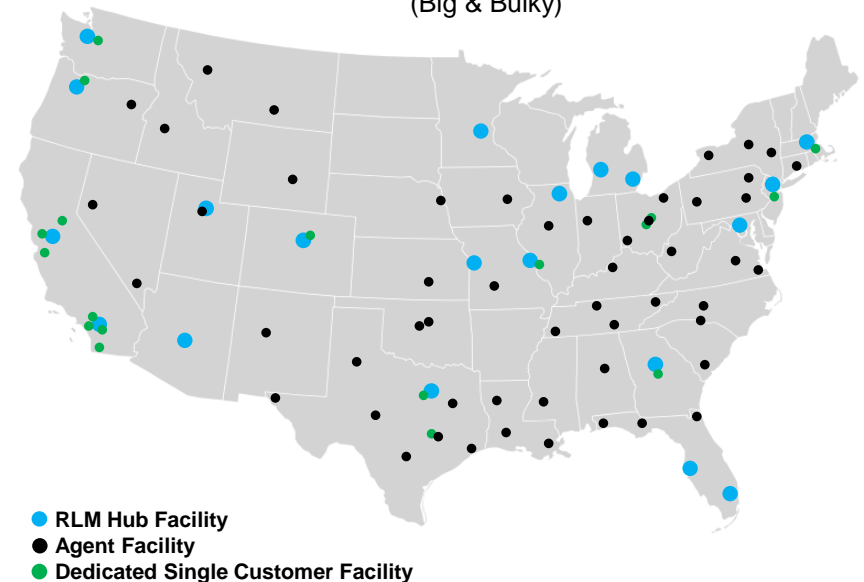 (Big & Bulky)
RLM Hub Facility
Agent Facility
Dedicated Single Customer Facility